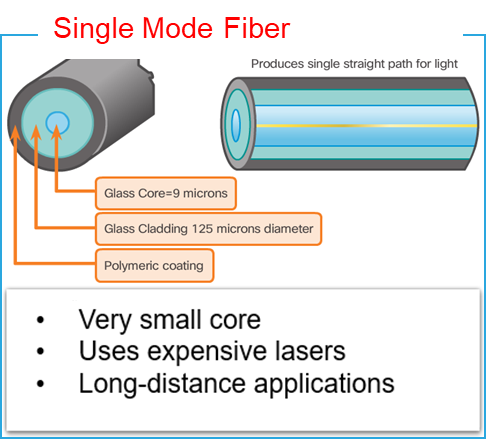 Single Mode Fiber
Produces single straight path for light
Glass Core=9 microns
Glass Cladding 125 microns diameter
Polymeric coating
• Very small core
• Uses expensive lasers
• Long-distance applications